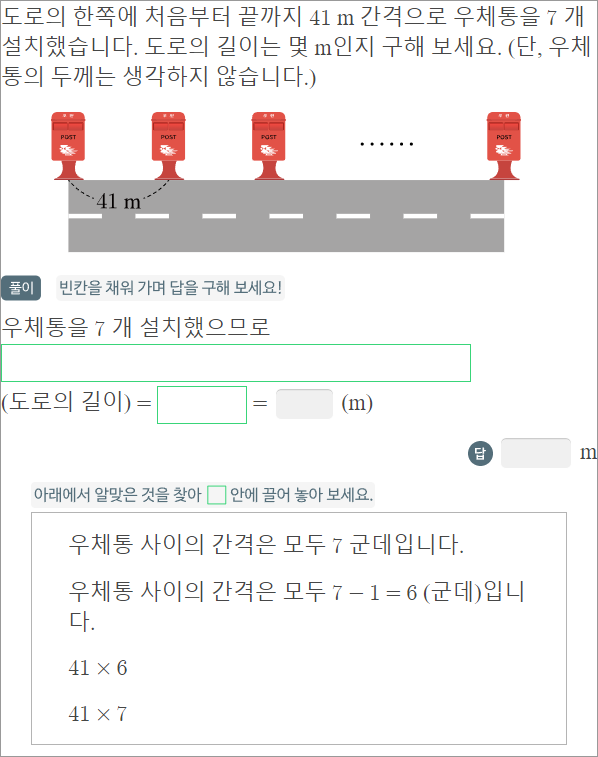 도로의 한쪽에 처음부터 끝까지 41 m 간격으로 우체통을 7 개
설치했습니다. 도로의 길이는 몇 m인지 구해 보세요. (단, 우체
통의 두께는 생각하지 않습니다.)
우편 우편 우편 우편
POST POST POST ...... POST
41 m
풀이 빈칸을 채워 가며 답을 구해 보세요!
우체통을 7 개 설치했으므로
(도로의 길이) = = (m)
답 m
아래에서 알맞은 것을 찾아 안에 끌어 놓아 보세요.
우체통 사이의 간격은 모두 7 군데입니다.
우체통 사이의 간격은 모두 7 − 1 = 6 (군데)입니
다.
41 × 6
41 × 7